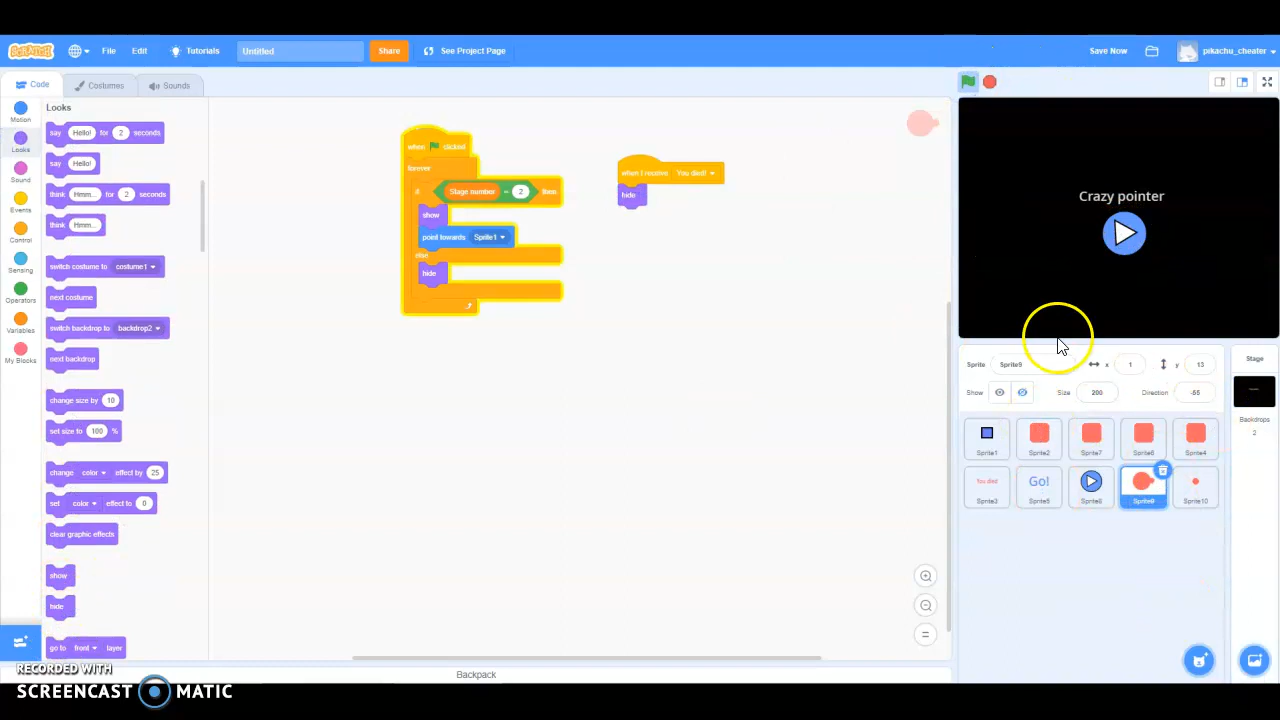 SCRATCH
File
Edit
Tutorials
Untitled
Share
See Project Page
Save Now
pikachu_cheater
Code
Costumes
Sounds
Motion
Looks
Sound
Events
Control
Sensing
Operators
Variables
My Blocks
Looks
say Hello! for 2 seconds
say Hello!
think Hmm... for 2 seconds
think Hmm...
switch costume to costume1
next costume
switch backdrop to backdrop2
next backdrop
change size by 10
set size to 100 %
change color effect by 25
set color effect to 0
clear graphic effects
show
hide
go to front layer
when clicked
forever
if Stage number = 2 then
show
point towards Sprite1
else
hide
when I receive You died!
hide
Crazy pointer
Sprite Sprite9 x 1 y 13
Show Size 200 Direction -55
Stage
Backdrops
2
Sprite1
Sprite2
Sprite7
Sprite6
Sprite4
You died
Sprite3
Go!
Sprite5
Sprite8
Sprite9
Sprite10
Backpack
RECORDED WITH
SCREENCAST MATIC